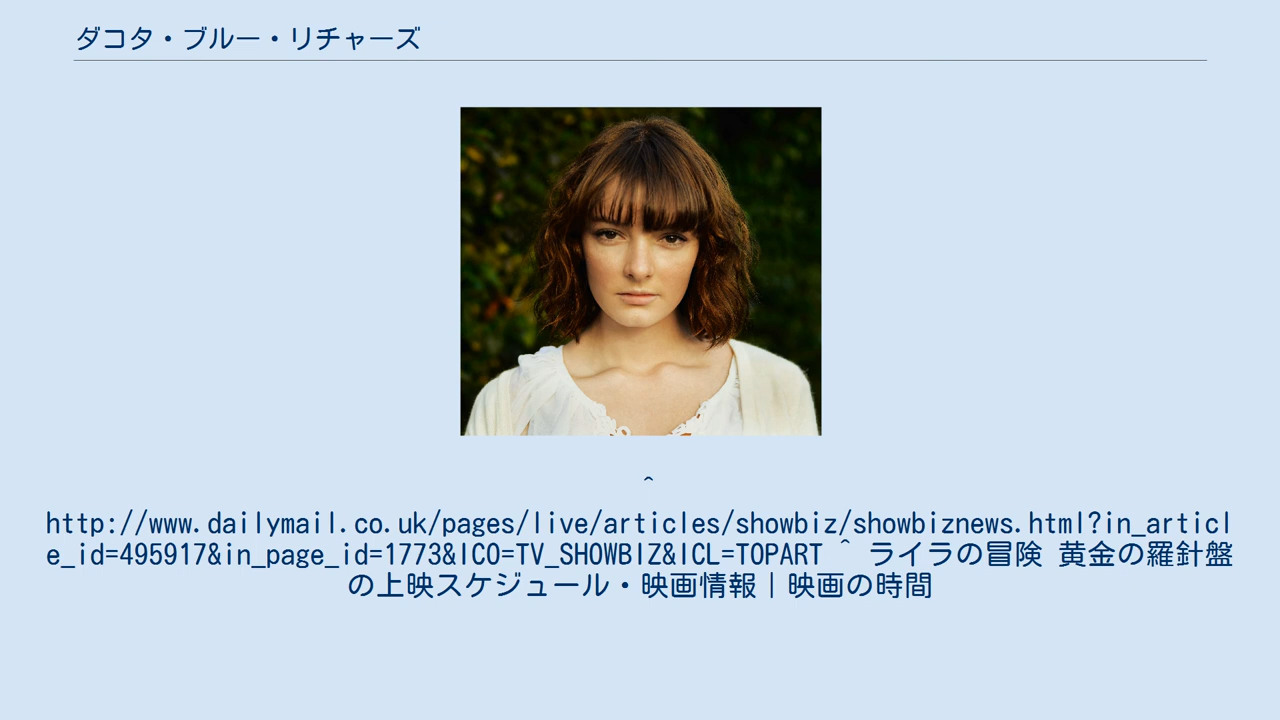 ダコタ・ブルー・リチャーズ
^
http://www.dailymail.co.uk/pages/live/articles/showbiz/showbiznews.html?in_articl
e_id=495917&in_page_id=1773&ICO=TV_SHOWBIZ&ICL=TOPART ^ ライラの冒険 黄金の羅針盤
の上映スケジュール・映画情報｜映画の時間